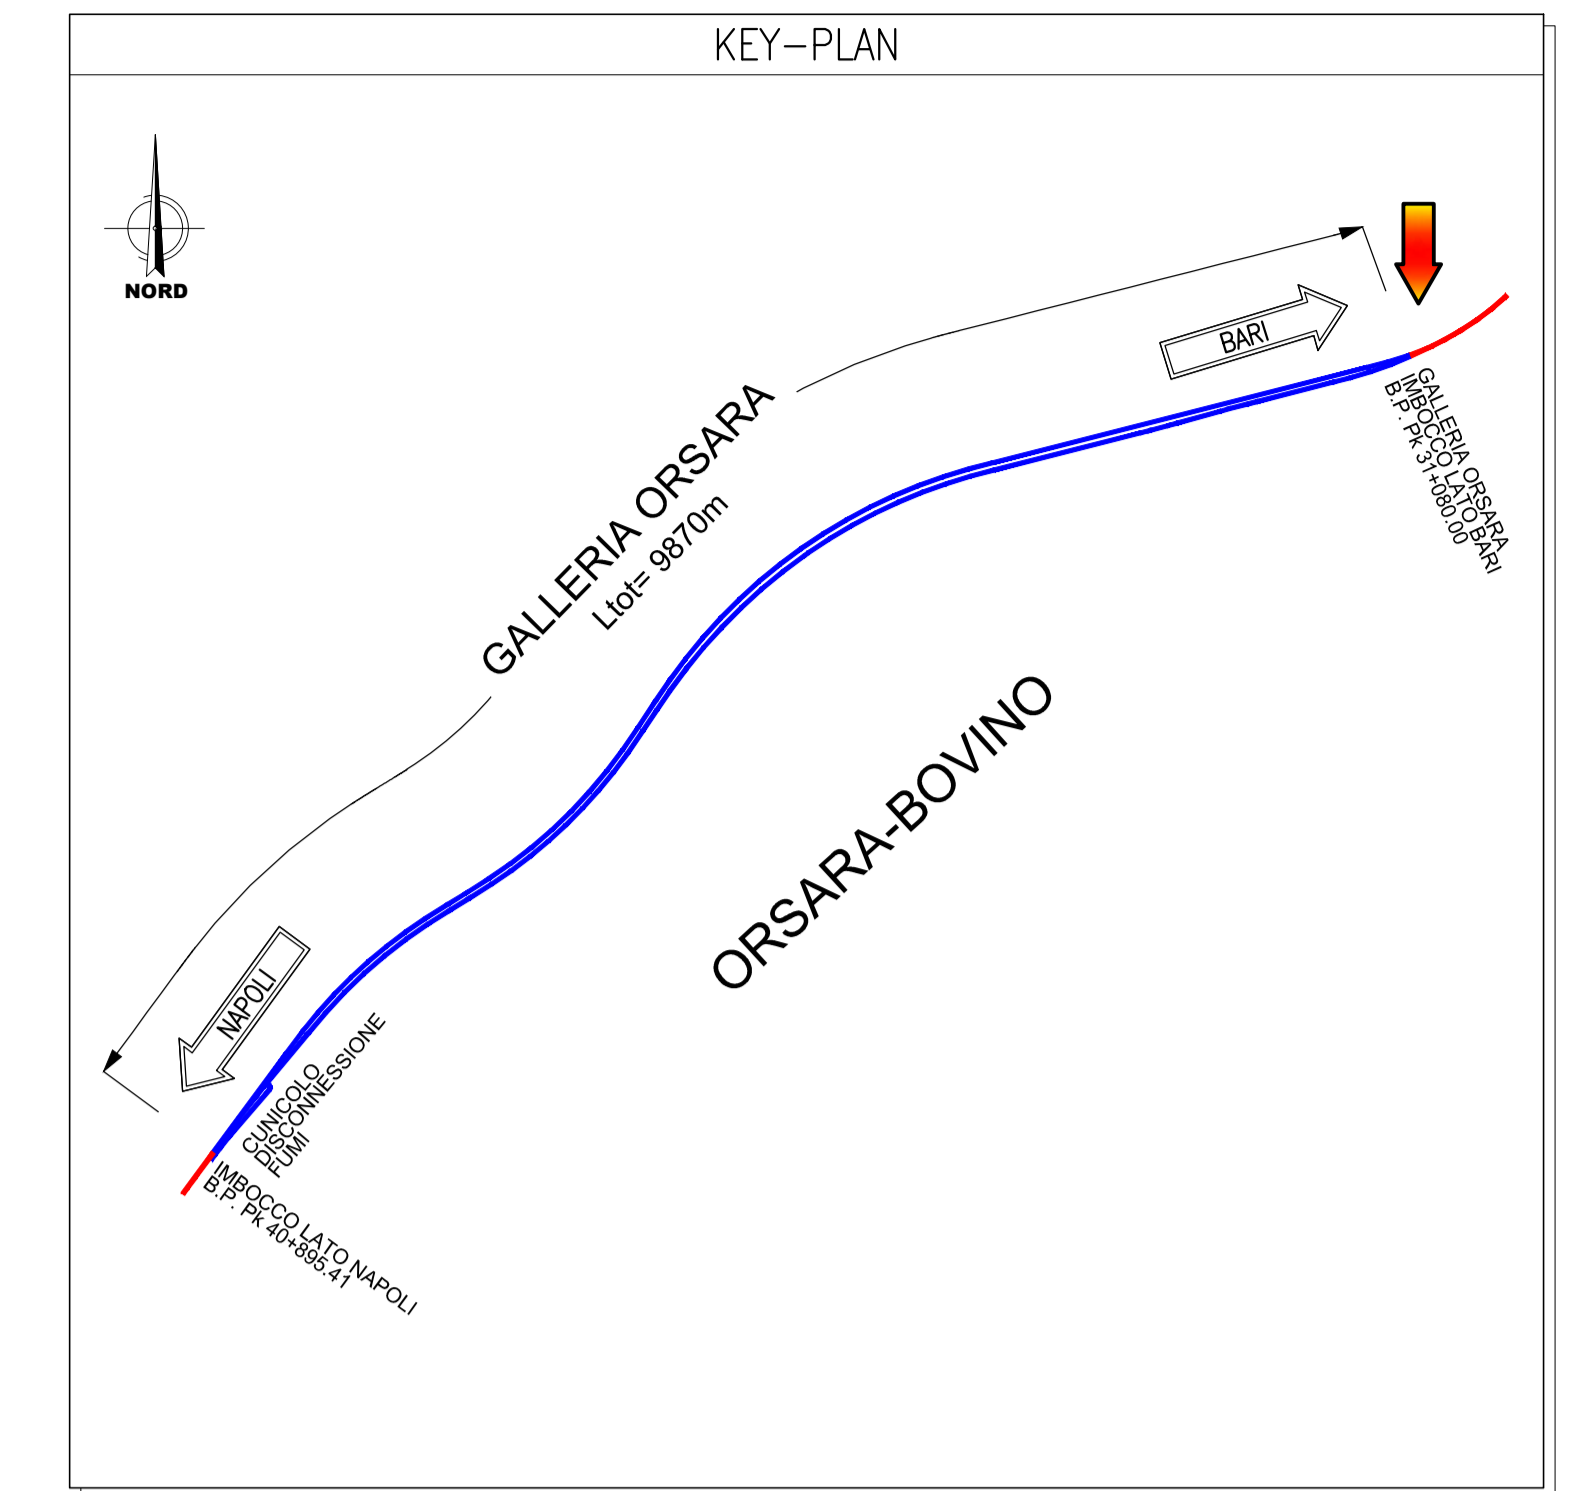 KEY-PLAN
NORD
BARI
GALLERIA ORSARA
Ltot= 9870m
GALLERIA ORSARA
IMBOCCO LATO BARI
B.P. Pk 31+080.00
ORSARA-BOVINO
NAPOLI
CUNICOLO
DISCONNESSIONE
FUMI
IMBOCCO LATO NAPOLI
B.P. Pk 40+895.41